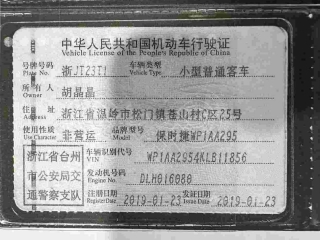 中华人民共和国机动车行驶证
Vehicle License of the People's Republic of China
号牌号码 浙JT23T1 车辆类型 小型普通客车
Plate No. Vehicle Type
所有人 胡晶晶
Owner
住址 浙江省温岭市松门镇苍山村C区25号
Address
使用性质 非营运 品牌型号 保时捷WP1AA295
Use Character Model
浙江省台州 车辆识别代号 WP1AA2954KLB11856
VIN
市公安局交 发动机号码 DLH016080
Engine No.
通警察支队 注册日期 2019-01-23 发证日期 2019-01-23
Register Date Issue Date